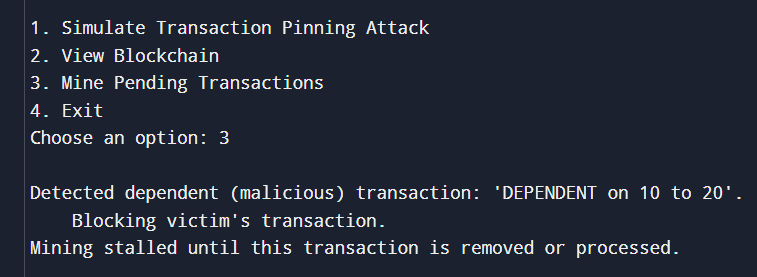 1. Simulate Transaction Pinning Attack
2. View Blockchain
3. Mine Pending Transactions
4. Exit
Choose an option: 3
Detected dependent (malicious) transaction: 'DEPENDENT on 10 to 20'.
Blocking victim's transaction.
Mining stalled until this transaction is removed or processed.